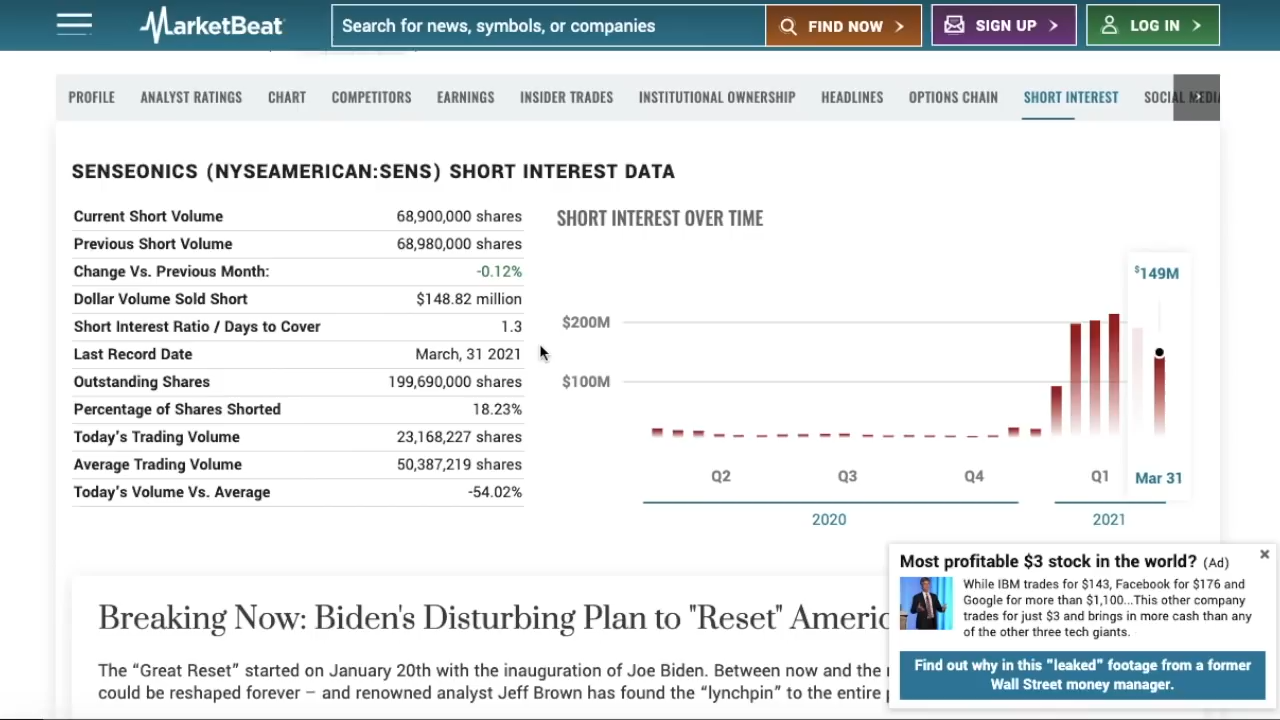 MarketBeat
Search for news, symbols, or companies
FIND NOW
SIGN UP
LOG IN
PROFILE ANALYST RATINGS CHART COMPETITORS EARNINGS INSIDER TRADES INSTITUTIONAL OWNERSHIP HEADLINES OPTIONS CHAIN SHORT INTEREST SOCIAL MEDIA
SENSEONICS (NYSEAMERICAN:SENS) SHORT INTEREST DATA
Current Short Volume 68,900,000 shares
Previous Short Volume 68,980,000 shares
Change Vs. Previous Month: -0.12%
Dollar Volume Sold Short $148.82 million
Short Interest Ratio / Days to Cover 1.3
Last Record Date March, 31 2021
Outstanding Shares 199,690,000 shares
Percentage of Shares Shorted 18.23%
Today's Trading Volume 23,168,227 shares
Average Trading Volume 50,387,219 shares
Today's Volume Vs. Average -54.02%
SHORT INTEREST OVER TIME
$149M
$200M
$100M
Q2 Q3 Q4 Q1 Mar 31
2020 2021
Breaking Now: Biden's Disturbing Plan to "Reset" Americ
The “Great Reset” started on January 20th with the inauguration of Joe Biden. Between now and the
could be reshaped forever – and renowned analyst Jeff Brown has found the “lynchpin” to the entire
Most profitable $3 stock in the world? (Ad)
While IBM trades for $143, Facebook for $176 and
Google for more than $1,100...This other company
trades for just $3 and brings in more cash than any
of the other three tech giants.
Find out why in this "leaked" footage from a former
Wall Street money manager.